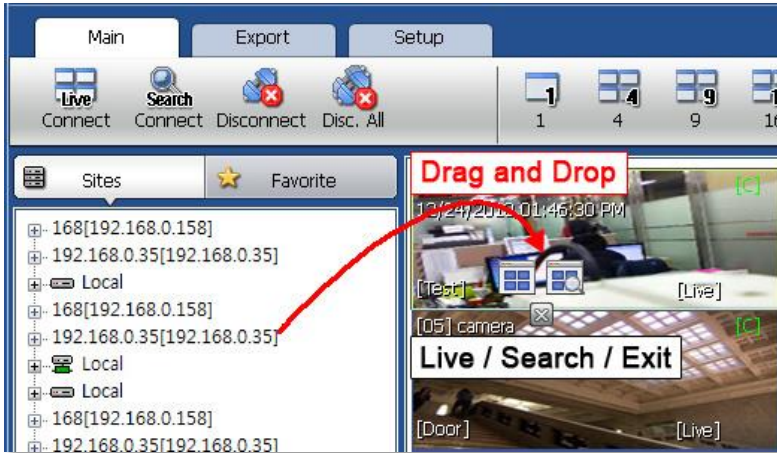 Main Export Setup
Live Search
Connect Connect Disconnect Disc. All 1 4 9
1 4 9 16
Sites Favorite
Drag and Drop
[C]
12/24/2013 01:46:30 PM
[Test] [Live]
168[192.168.0.158]
192.168.0.35[192.168.0.35]
Local
168[192.168.0.158]
192.168.0.35[192.168.0.35]
Local
Local
168[192.168.0.158]
192.168.0.35[192.168.0.35]
[05] camera [C]
Live / Search / Exit
[Door] [Live]